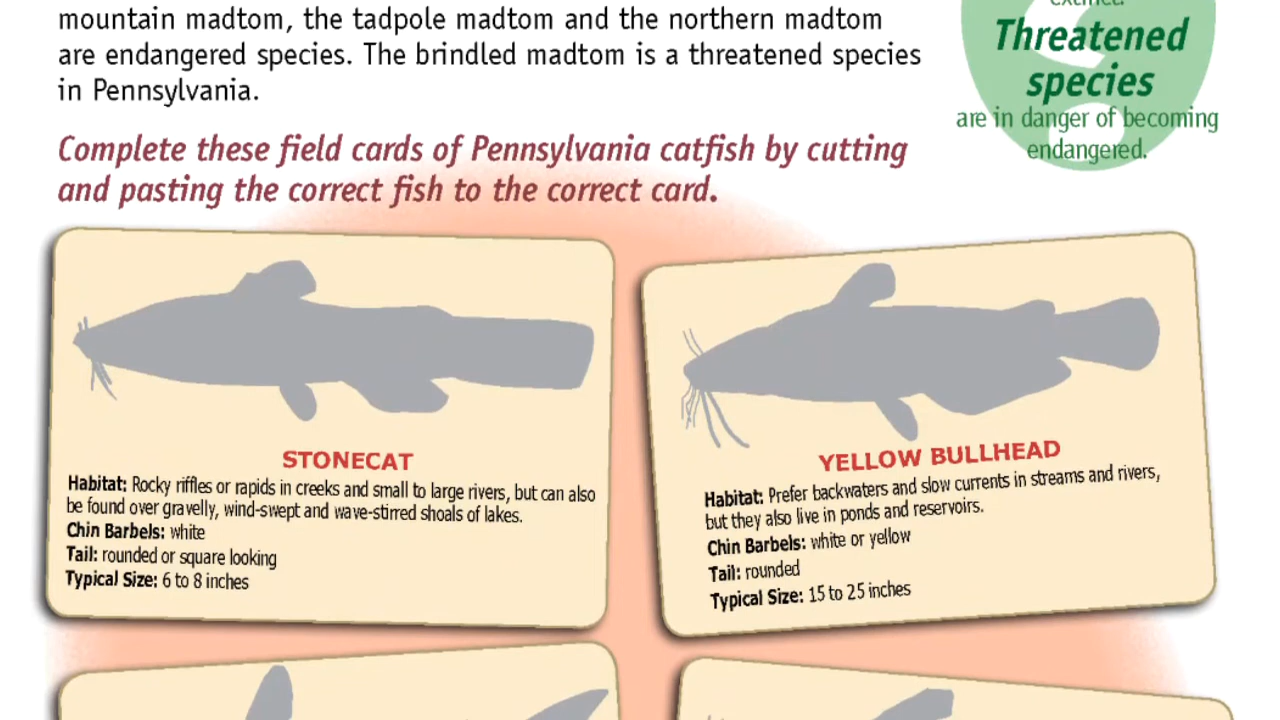 mountain madtom, the tadpole madtom and the northern madtom
are endangered species. The brindled madtom is a threatened species
in Pennsylvania.
extinct.
Threatened
species
are in danger of becoming
endangered.
Complete these field cards of Pennsylvania catfish by cutting
and pasting the correct fish to the correct card.
STONECAT
Habitat: Rocky riffles or rapids in creeks and small to large rivers, but can also
be found over gravelly, wind-swept and wave-stirred shoals of lakes.
Chin Barbels: white
Tail: rounded or square looking
Typical Size: 6 to 8 inches
YELLOW BULLHEAD
Habitat: Prefer backwaters and slow currents in streams and rivers,
but they also live in ponds and reservoirs.
Chin Barbels: white or yellow
Tail: rounded
Typical Size: 15 to 25 inches